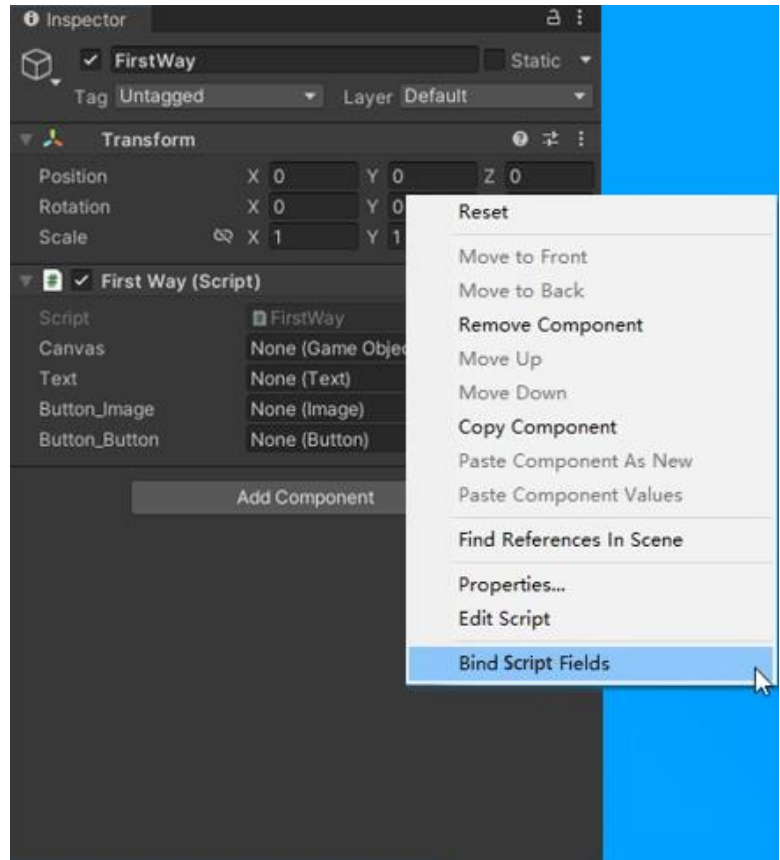 Inspector
FirstWay Static
Tag Untagged Layer Default
Transform
Position X 0 Y 0 Z 0
Rotation X 0 Y 0
Scale X 1 Y 1
First Way (Script)
Script FirstWay
Canvas None (Game Objec
Text None (Text)
Button_Image None (Image)
Button_Button None (Button)
Add Component
Reset
Move to Front
Move to Back
Remove Component
Move Up
Move Down
Copy Component
Paste Component As New
Paste Component Values
Find References In Scene
Properties...
Edit Script
Bind Script Fields